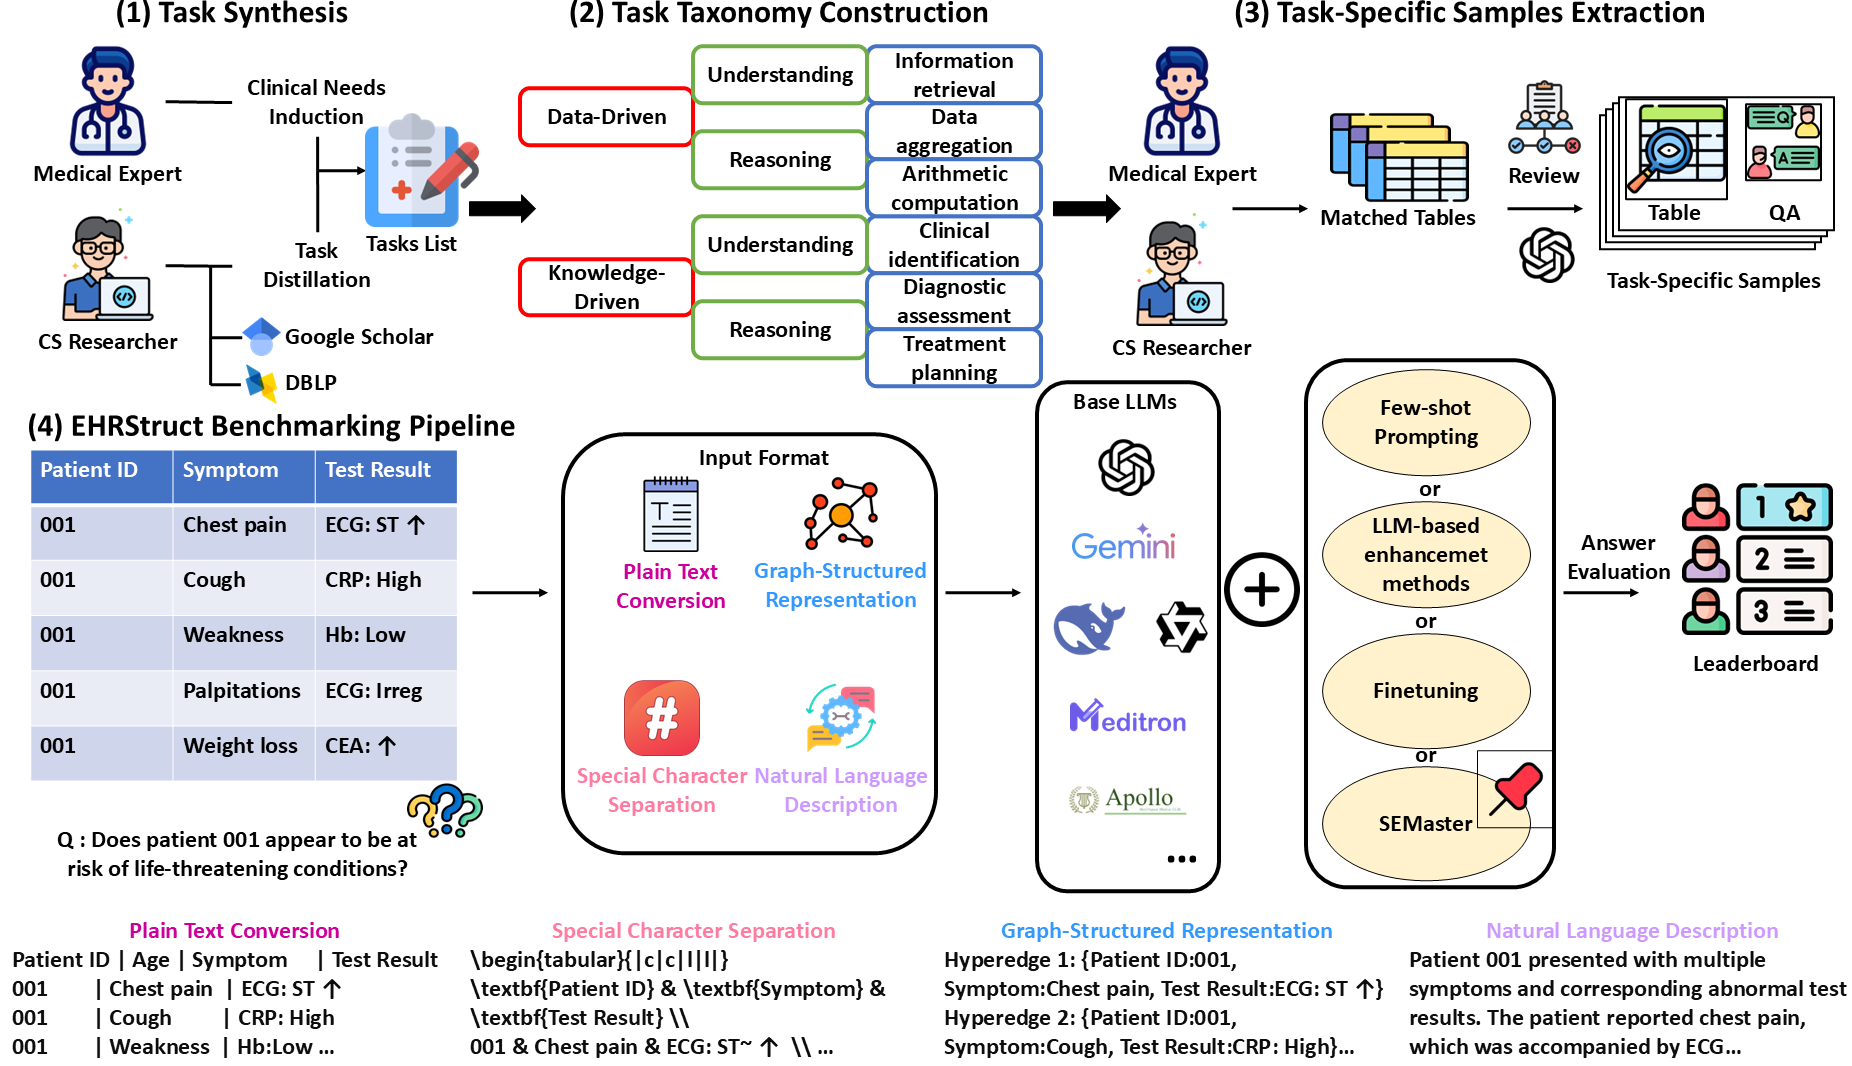 (1) Task Synthesis
Medical Expert
Clinical Needs
Induction
Tasks List
CS Researcher
Task
Distillation
Google Scholar
DBLP
(2) Task Taxonomy Construction
Data-Driven
Knowledge-
Driven
Understanding
Reasoning
Understanding
Reasoning
Information
retrieval
Data
aggregation
Arithmetic
computation
Clinical
identification
Diagnostic
assessment
Treatment
planning
(3) Task-Specific Samples Extraction
Medical Expert
CS Researcher
Matched Tables
Review
Q
A
Table
QA
Task-Specific Samples
(4) EHRStruct Benchmarking Pipeline
Patient ID Symptom Test Result
001 Chest pain ECG: ST ↑
001 Cough CRP: High
001 Weakness Hb: Low
001 Palpitations ECG: Irreg
001 Weight loss CEA: ↑
Q : Does patient 001 appear to be at
risk of life-threatening conditions?
Input Format
T
Plain Text
Conversion
Graph-Structured
Representation
#
Special Character
Separation
Natural Language
Description
Base LLMs
Gemini
Meditron
Apollo
...
Few-shot
Prompting
or
LLM-based
enhancemet
methods
or
Finetuning
or
SEMaster
Answer
Evaluation
1
2
3
Leaderboard
Plain Text Conversion
Patient ID | Age | Symptom | Test Result
001 | Chest pain | ECG: ST ↑
001 | Cough | CRP: High
001 | Weakness | Hb:Low ...
Special Character Separation
\begin{tabular}{|c|c|l|l|}
\textbf{Patient ID} & \textbf{Symptom} &
\textbf{Test Result} \\
001 & Chest pain & ECG: ST~ ↑ \\ ...
Graph-Structured Representation
Hyperedge 1: {Patient ID:001,
Symptom:Chest pain, Test Result:ECG: ST ↑}
Hyperedge 2: {Patient ID:001,
Symptom:Cough, Test Result:CRP: High}...
Natural Language Description
Patient 001 presented with multiple
symptoms and corresponding abnormal test
results. The patient reported chest pain,
which was accompanied by ECG...